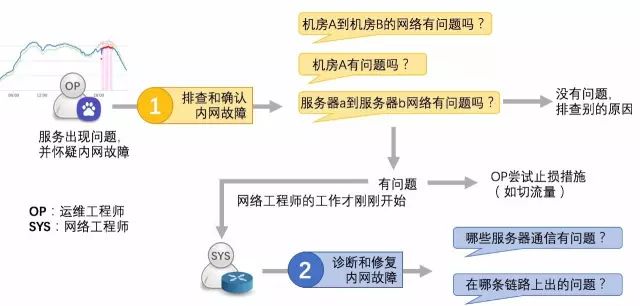 机房A到机房B的网络有问题吗？
机房A有问题吗？
服务器a到服务器b网络有问题吗？
06:00
12:00
18:00
OP
1
排查和确认
内网故障
没有问题，
排查别的原因
服务出现问题，
并怀疑内网故障
有问题
OP尝试止损措施
（如切流量）
网络工程师的工作才刚刚开始
OP：运维工程师
SYS：网络工程师
SYS
2
诊断和修复
内网故障
哪些服务器通信有问题？
在哪条链路上出的问题？